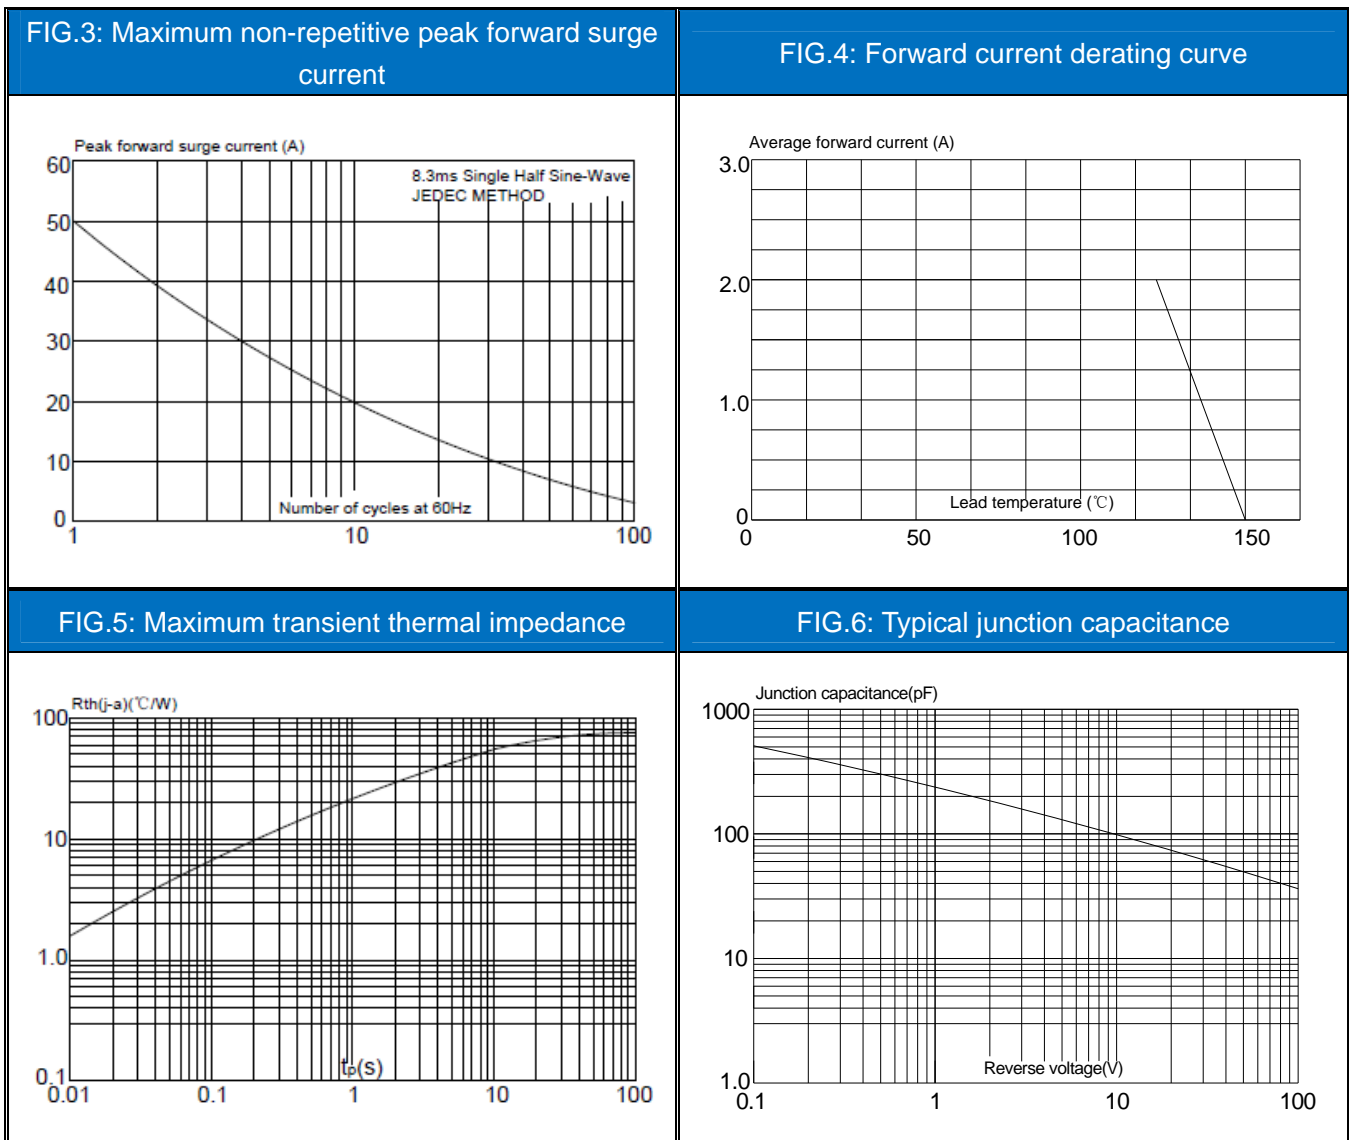 FIG.3: Maximum non-repetitive peak forward surge
current
Peak forward surge current (A)
8.3ms Single Half Sine-Wave
JEDEC METHOD
60
50
40
30
20
10
0
Number of cycles at 60Hz
1
10
100
FIG.4: Forward current derating curve
Average forward current (A)
3.0
2.0
1.0
0
Lead temperature (℃)
0
50
100
150
FIG.5: Maximum transient thermal impedance
Rth(j-a)(℃/W)
100
10
1.0
0.1
tp(s)
0.01
0.1
1
10
100
FIG.6: Typical junction capacitance
Junction capacitance(pF)
1000
100
10
1.0
Reverse voltage(V)
0.1
1
10
100